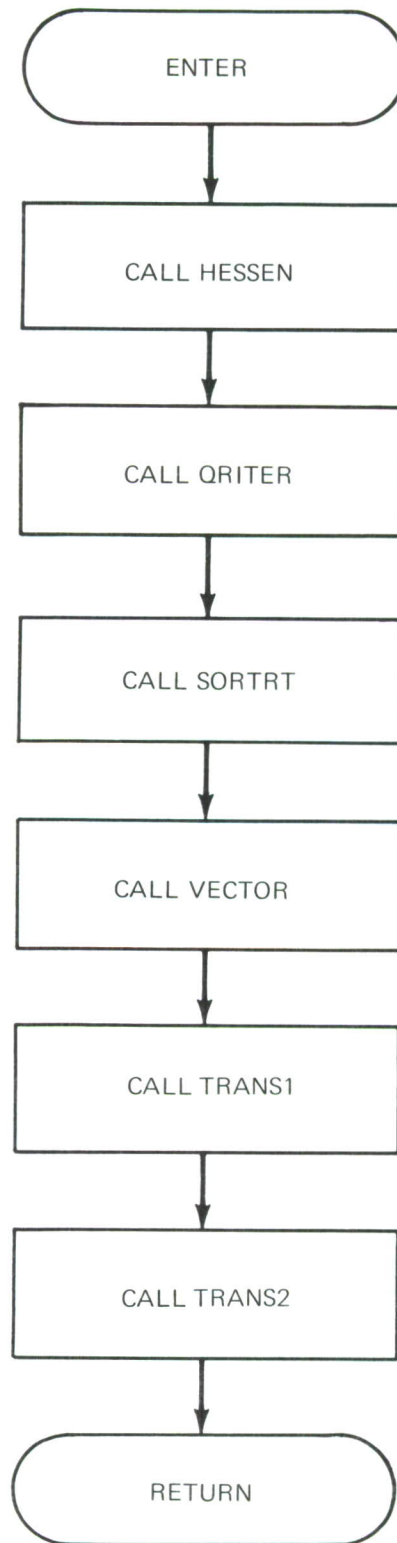 ENTER
CALL HESSEN
CALL QRITER
CALL SORTRT
CALL VECTOR
CALL TRANS1
CALL TRANS2
RETURN